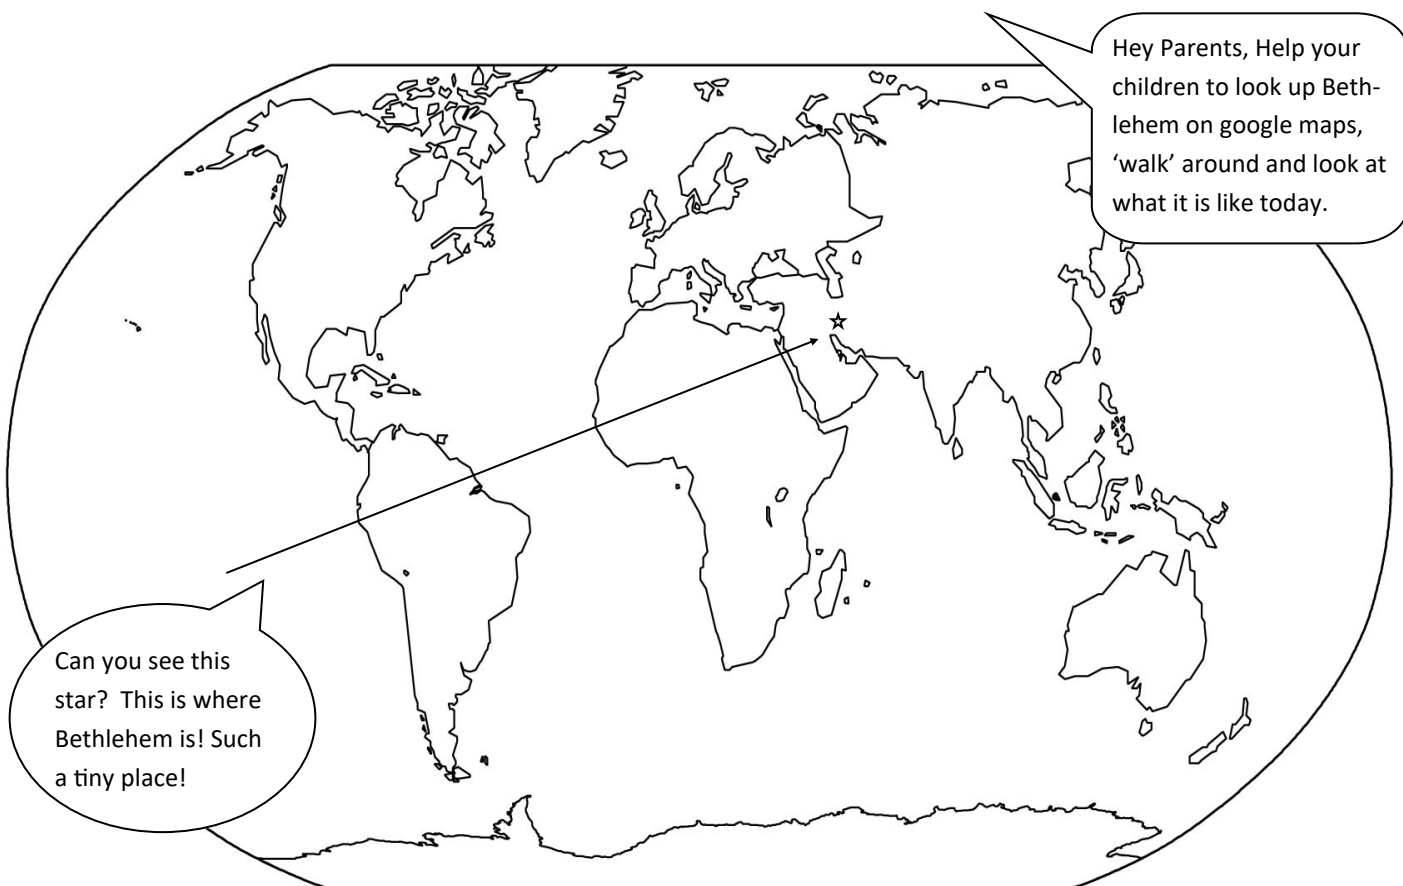 Hey Parents, Help your
children to look up Beth-
lehem on google maps,
‘walk’ around and look at
what it is like today.
Can you see this
star?  This is where
Bethlehem is! Such
a tiny place!